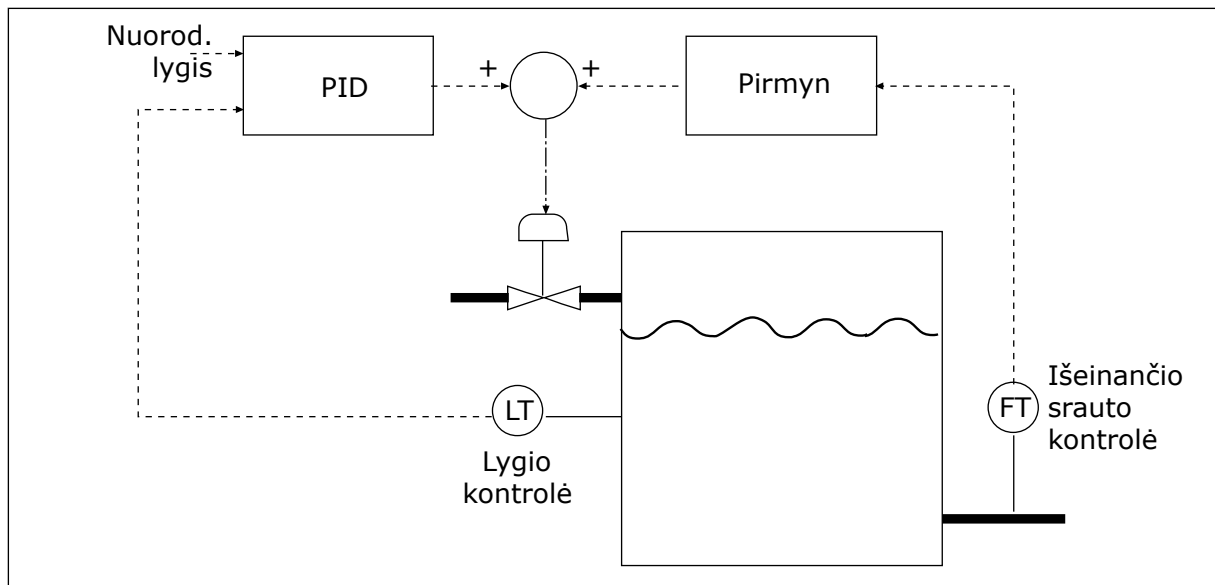 Nuorod.
lygis
PID
+
+
Pirmyn
LT
Lygio
kontrolė
FT
Išeinančio
srauto
kontrolė